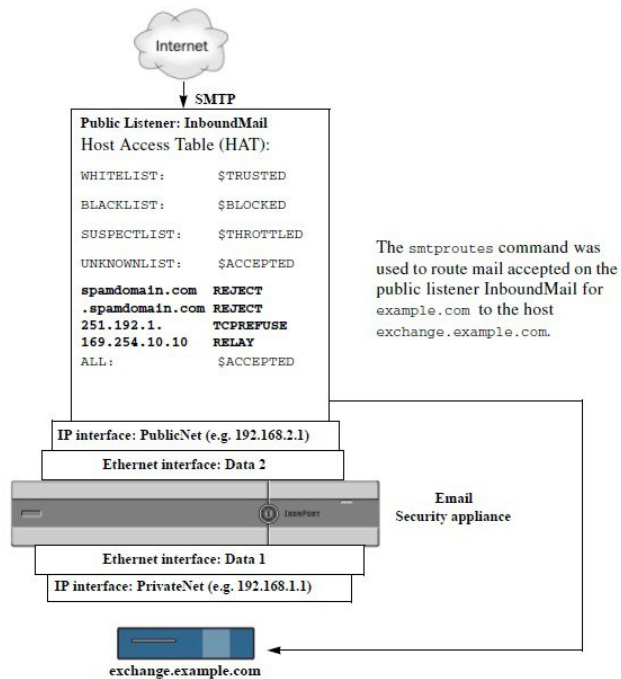 Internet
SMTP
Public Listener: InboundMail
Host Access Table (HAT):
WHITELIST: $TRUSTED
BLACKLIST: $BLOCKED
SUSPECTLIST: $THROTTLED
UNKNOWNLIST: $ACCEPTED
spamdomain.com REJECT
.spamdomain.com REJECT
251.192.1. TCPREFUSE
169.254.10.10 RELAY
ALL: $ACCEPTED
The smtproutes command was
used to route mail accepted on the
public listener InboundMail for
example.com to the host
exchange.example.com.
IP interface: PublicNet (e.g. 192.168.2.1)
Ethernet interface: Data 2
IRONPORT
Email
Security appliance
Ethernet interface: Data 1
IP interface: PrivateNet (e.g. 192.168.1.1)
exchange.example.com